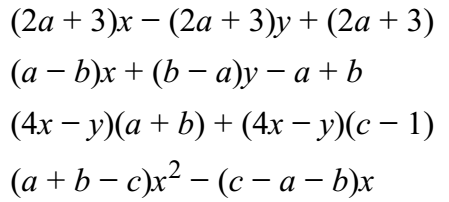 (2a + 3)x − (2a + 3)y + (2a + 3)
(a − b)x + (b − a)y − a + b
(4x − y)(a + b) + (4x − y)(c − 1)
(a + b − c)x² − (c − a − b)x